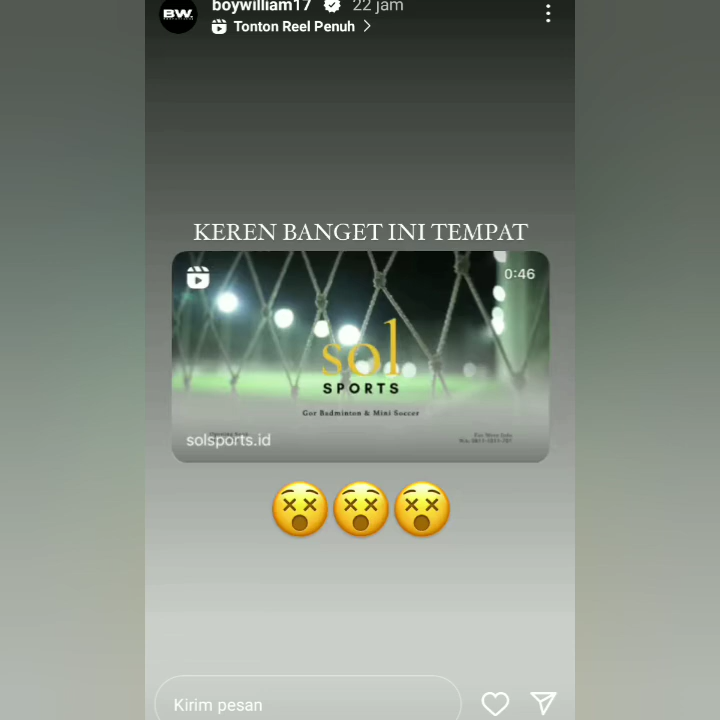 BW.
boywilliam17 22 jam
Tonton Reel Penuh
KEREN BANGET INI TEMPAT
0:46
sol
SPORTS
Gor Badminton & Mini Soccer
solsports.id
Kirim pesan